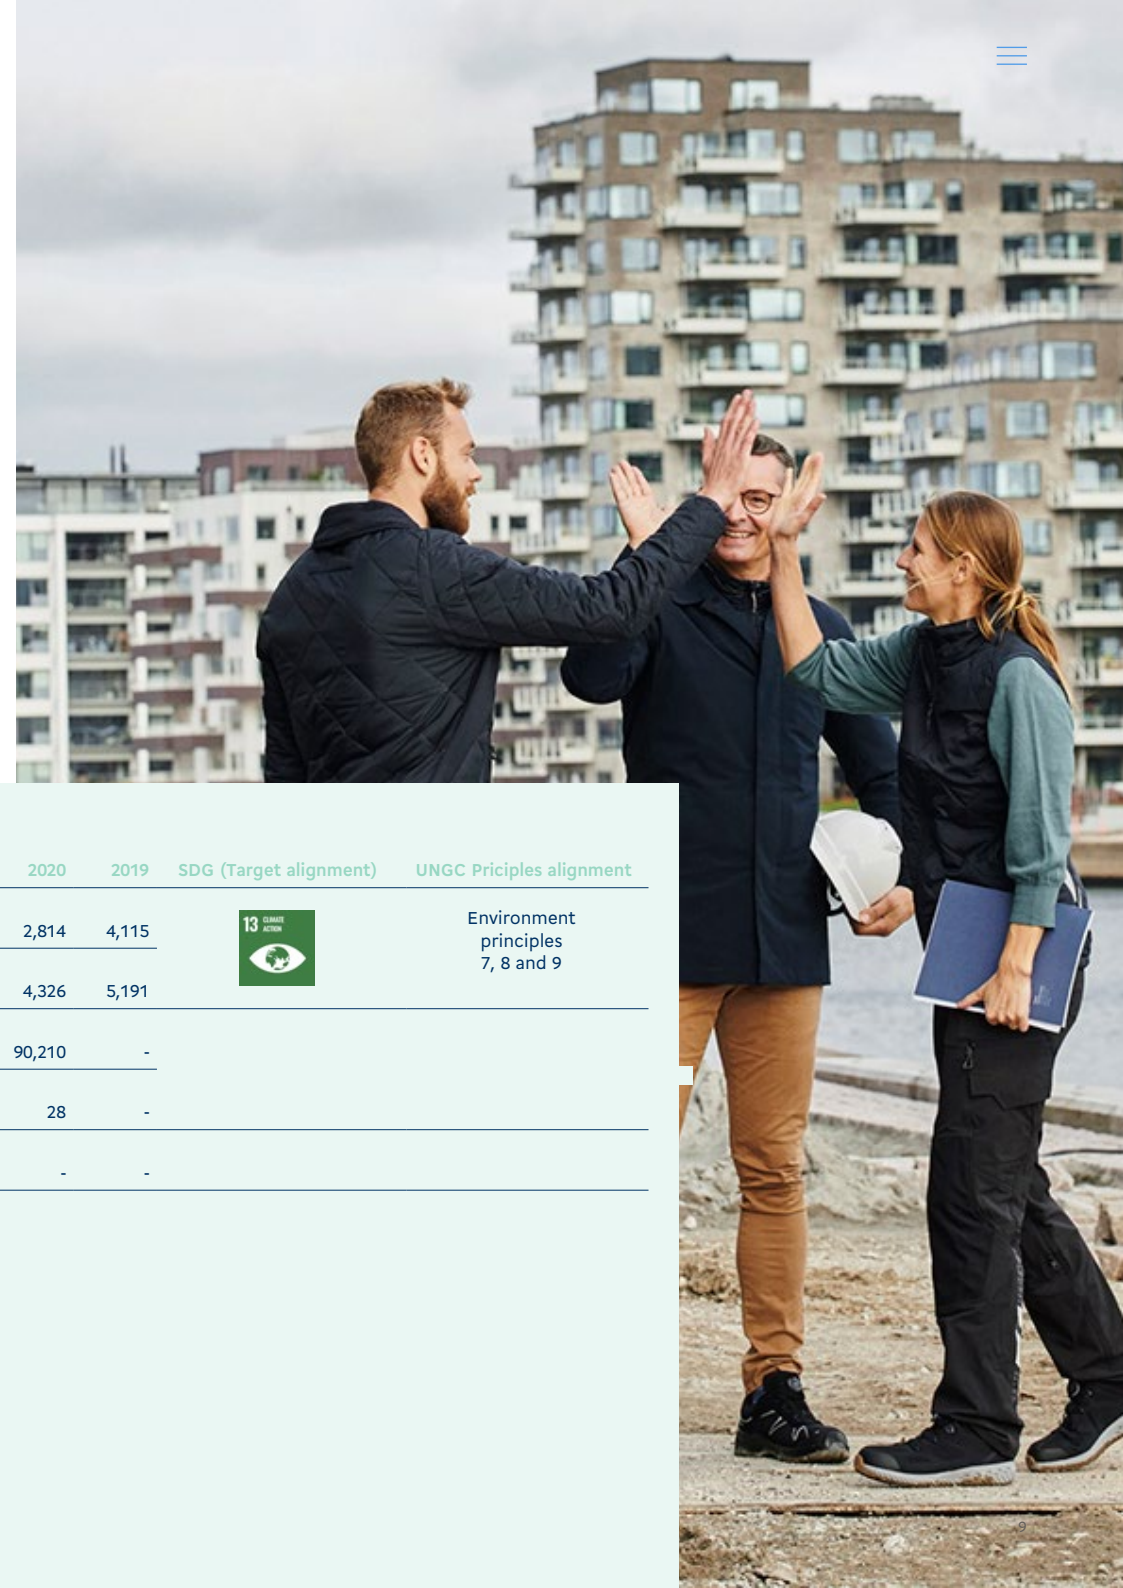 2020 2019 SDG (Target alignment) UNGC Priciples alignment
2,814 4,115
13 CLIMATE
ACTION
Environment
principles
7, 8 and 9
4,326 5,191
90,210 -
28 -
- -
9